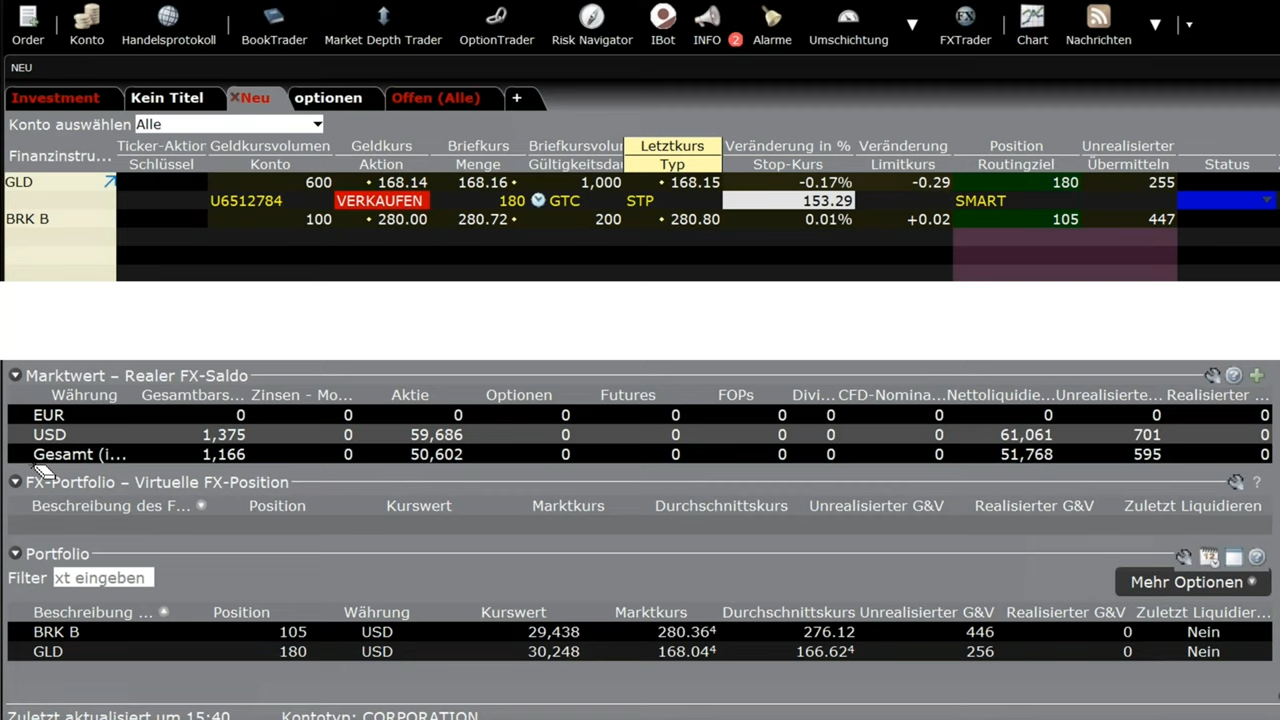 Order Konto Handelsprotokoll BookTrader Market Depth Trader OptionTrader Risk Navigator IBot INFO 2 Alarme Umschichtung FX FXTrader Chart Nachrichten
NEU
Investment Kein Titel ×Neu optionen Offen (Alle) +
Konto auswählen Alle
Finanzinstru... Ticker-Aktion Geldkursvolumen Geldkurs Briefkurs Briefkursvolu Letztkurs Veränderung in % Veränderung Position Unrealisierter
Schlüssel Konto Aktion Menge Gültigkeitsda Typ Stop-Kurs Limitkurs Routingziel Übermitteln Status
GLD 600 168.14 168.16 1,000 168.15 -0.17% -0.29 180 255
U6512784 VERKAUFEN 180 GTC STP 153.29 SMART
BRK B 100 280.00 280.72 200 280.80 0.01% +0.02 105 447
Marktwert – Realer FX-Saldo
Währung Gesamtbars... Zinsen - Mo... Aktie Optionen Futures FOPs Divi... CFD-Nomina... Nettoliquidie... Unrealisierte... Realisierter ...
EUR 0 0 0 0 0 0 0 0 0 0 0
USD 1,375 0 59,686 0 0 0 0 0 61,061 701 0
Gesamt (i... 1,166 0 50,602 0 0 0 0 0 51,768 595 0
FX-Portfolio – Virtuelle FX-Position
Beschreibung des F... Position Kurswert Marktkurs Durchschnittskurs Unrealisierter G&V Realisierter G&V Zuletzt Liquidieren
Portfolio
Filter xt eingeben
Mehr Optionen
Beschreibung ... Position Währung Kurswert Marktkurs Durchschnittskurs Unrealisierter G&V Realisierter G&V Zuletzt Liquidier...
BRK B 105 USD 29,438 280.36⁴ 276.12 446 0 Nein
GLD 180 USD 30,248 168.04⁴ 166.62⁴ 256 0 Nein
Zuletzt aktualisiert um 15:40 Kontotyp: CORPORATION